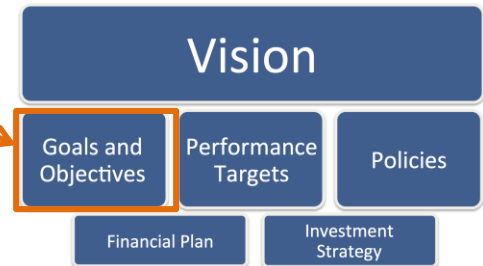 Vision
Goals and
Objectives
Performance
Targets
Policies
Financial Plan
Investment
Strategy